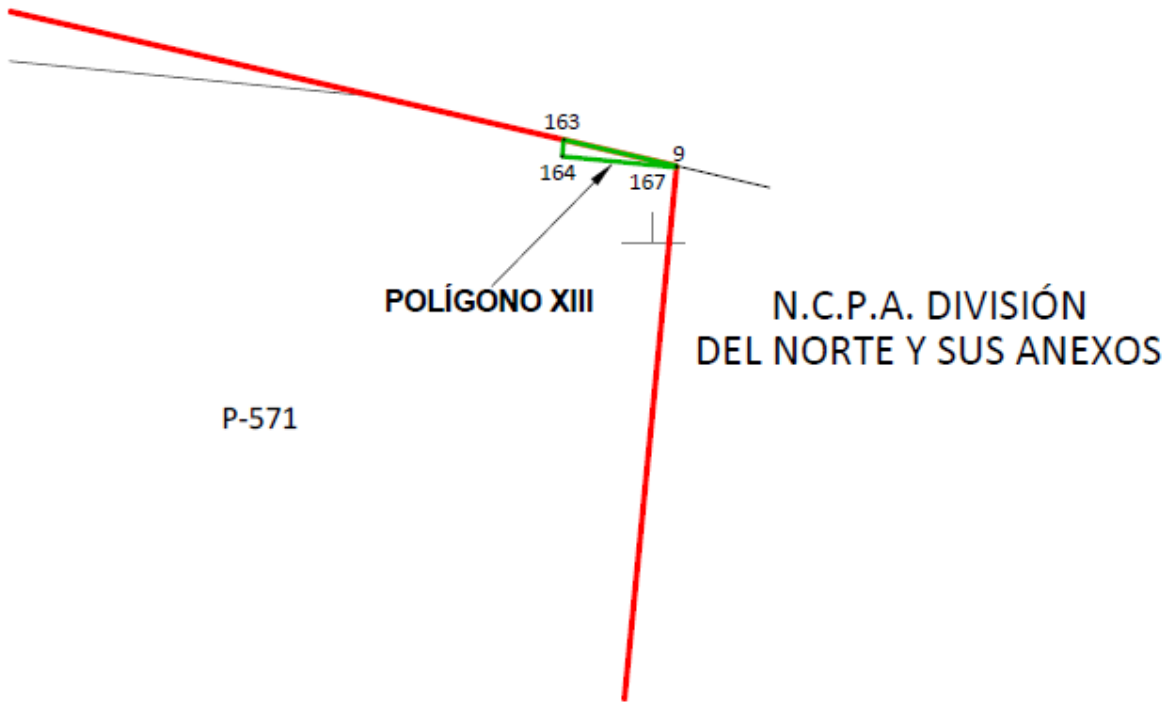 163
9
164
167
POLÍGONO XIII
N.C.P.A. DIVISIÓN
DEL NORTE Y SUS ANEXOS
P-571